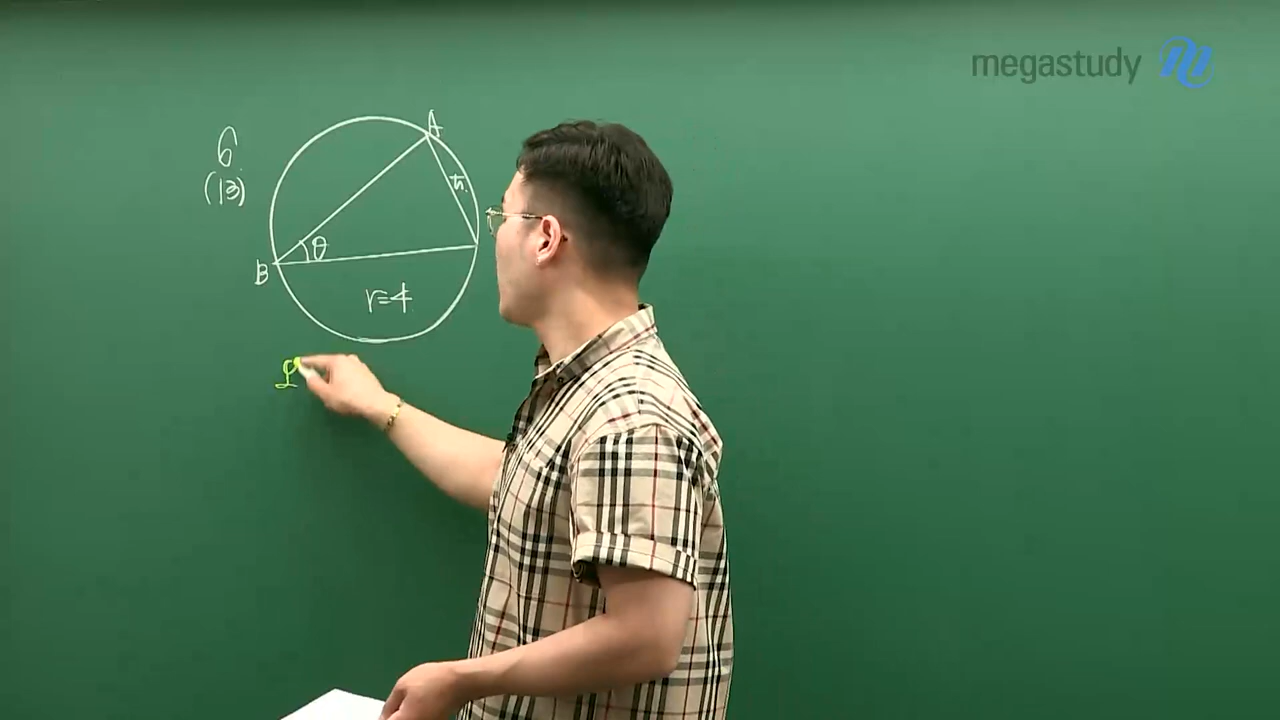 megastudy
6.
(13)
A
θ
B
r=4